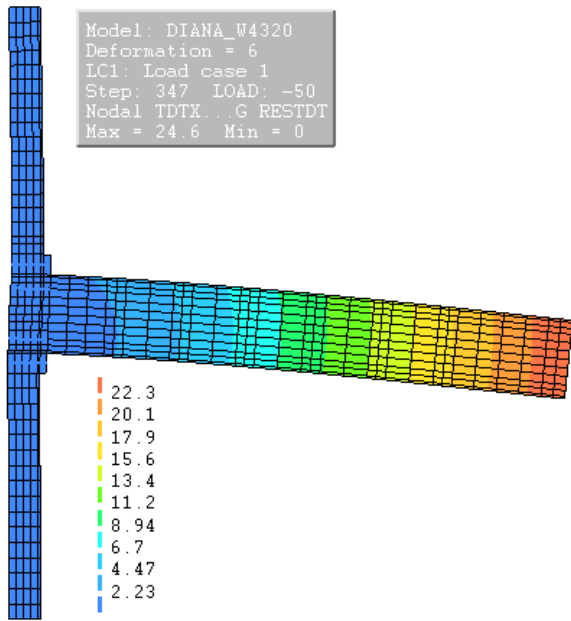 Model: DIANA_W4320
Deformation = 6
LC1: Load case 1
Step: 347 LOAD: -50
Nodal TDTX...G RESTDT
Max = 24.6 Min = 0
22.3
20.1
17.9
15.6
13.4
11.2
8.94
6.7
4.47
2.23